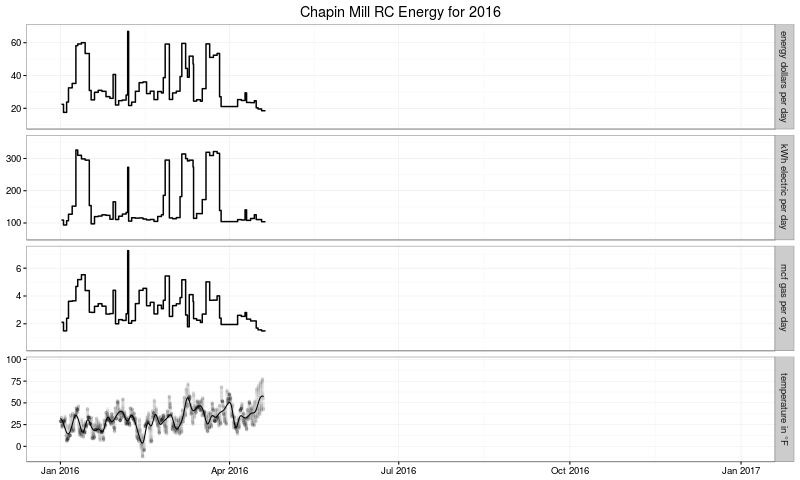 Chapin Mill RC Energy for 2016
60
40
20
energy dollars per day
300
200
100
kWh electric per day
6
4
2
mcf gas per day
100
75
50
25
0
temperature in °F
Jan 2016 Apr 2016 Jul 2016 Oct 2016 Jan 2017